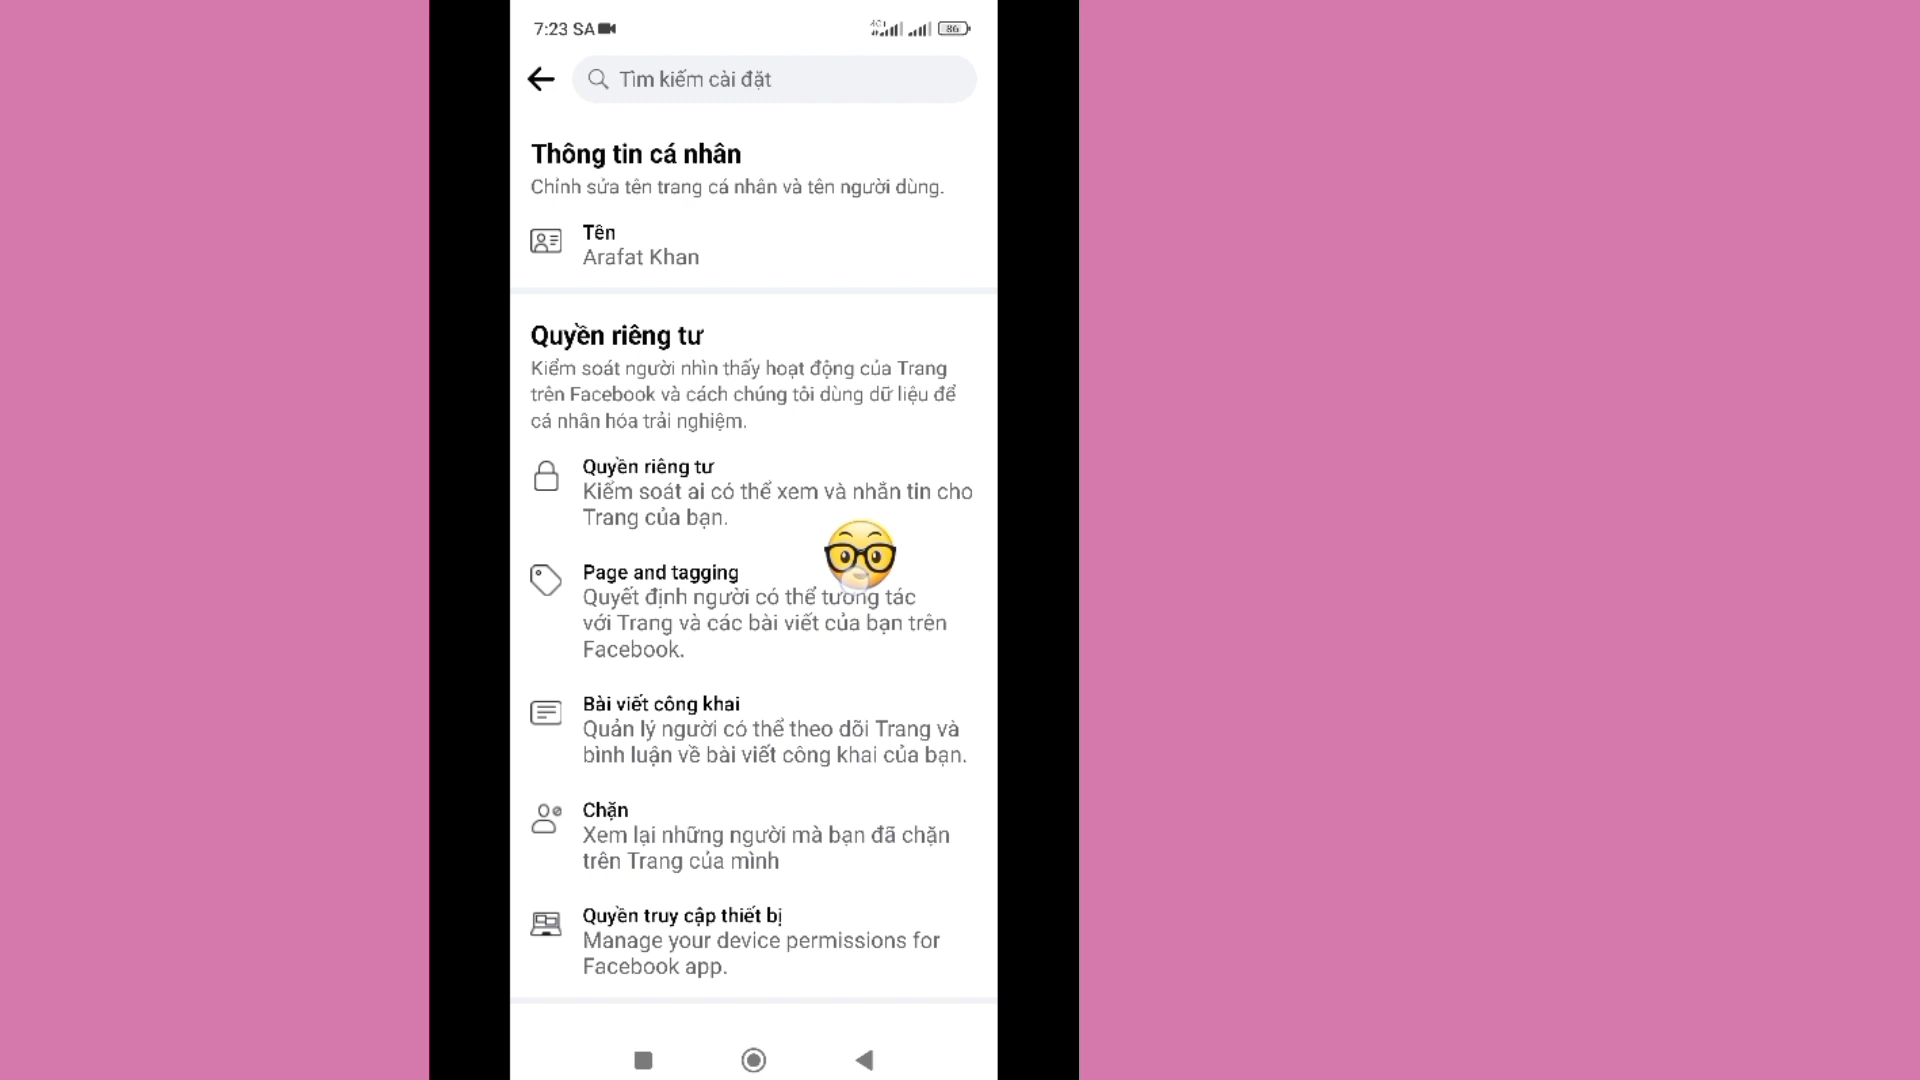 7:23 SA
4G
86
Tìm kiếm cài đặt
Thông tin cá nhân
Chỉnh sửa tên trang cá nhân và tên người dùng.
Tên
Arafat Khan
Quyền riêng tư
Kiểm soát người nhìn thấy hoạt động của Trang
trên Facebook và cách chúng tôi dùng dữ liệu để
cá nhân hóa trải nghiệm.
Quyền riêng tư
Kiểm soát ai có thể xem và nhắn tin cho
Trang của bạn.
Page and tagging
Quyết định người có thể tương tác
với Trang và các bài viết của bạn trên
Facebook.
Bài viết công khai
Quản lý người có thể theo dõi Trang và
bình luận về bài viết công khai của bạn.
Chặn
Xem lại những người mà bạn đã chặn
trên Trang của mình
Quyền truy cập thiết bị
Manage your device permissions for
Facebook app.